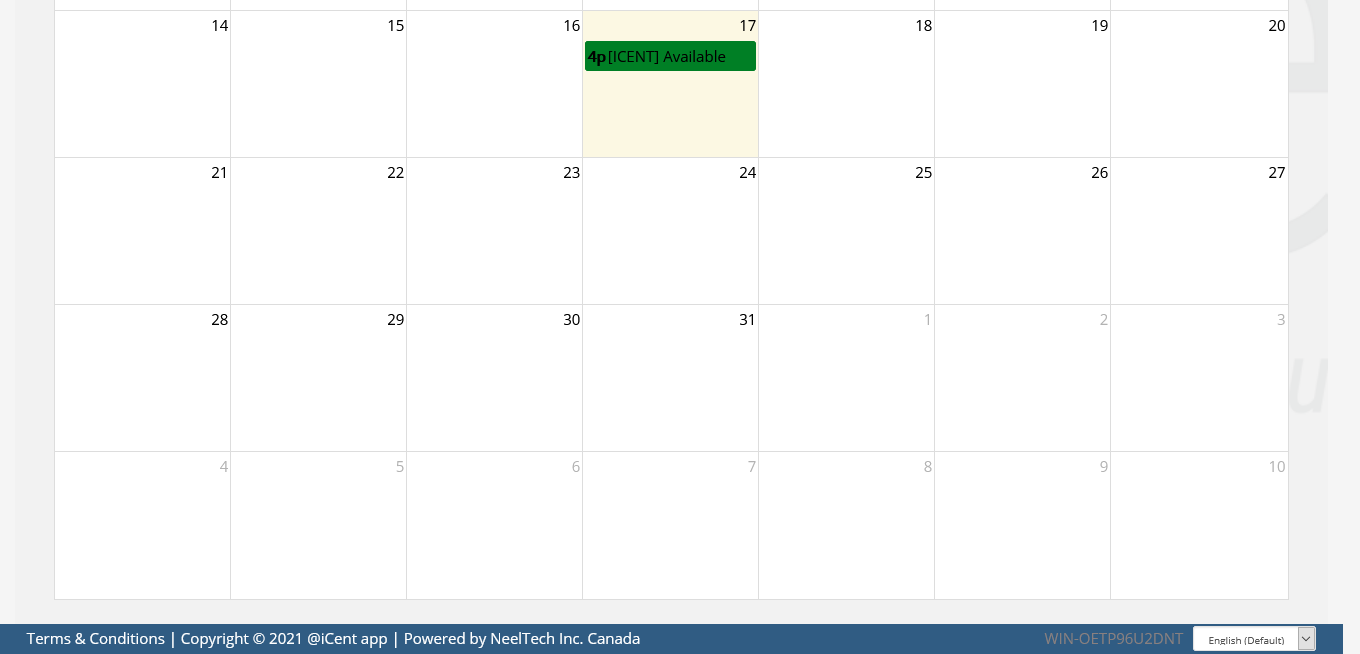 14 15 16 17 18 19 20
4p [ICENT] Available
21 22 23 24 25 26 27
28 29 30 31 1 2 3
u
4 5 6 7 8 9 10
Terms & Conditions | Copyright © 2021 @iCent app | Powered by NeelTech Inc. Canada WIN-OETP96U2DNT English (Default)